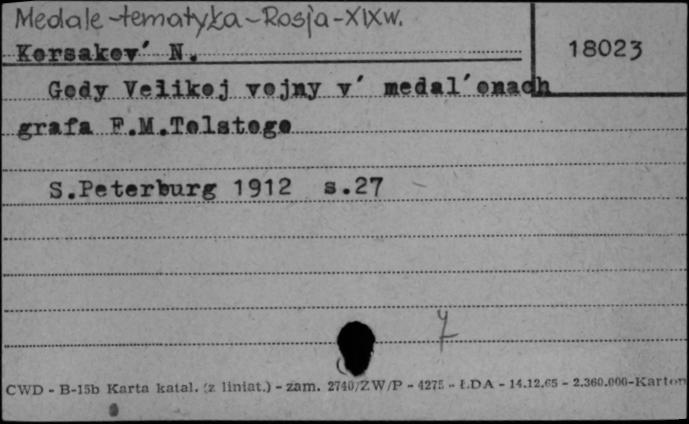 Medale-tematyka-Rosja-XIXw.
Korsakov' N.
18023
Gody Velikoj vojny v' medal'onach
grafa F.M.Tolstogo
S.Peterburg 1912 s.27
CWD - B-15b Karta katal. (z liniat.) - zam. 2740/ZW/P - 4275 - ŁDA - 14.12.65 - 2.360.000-Karton